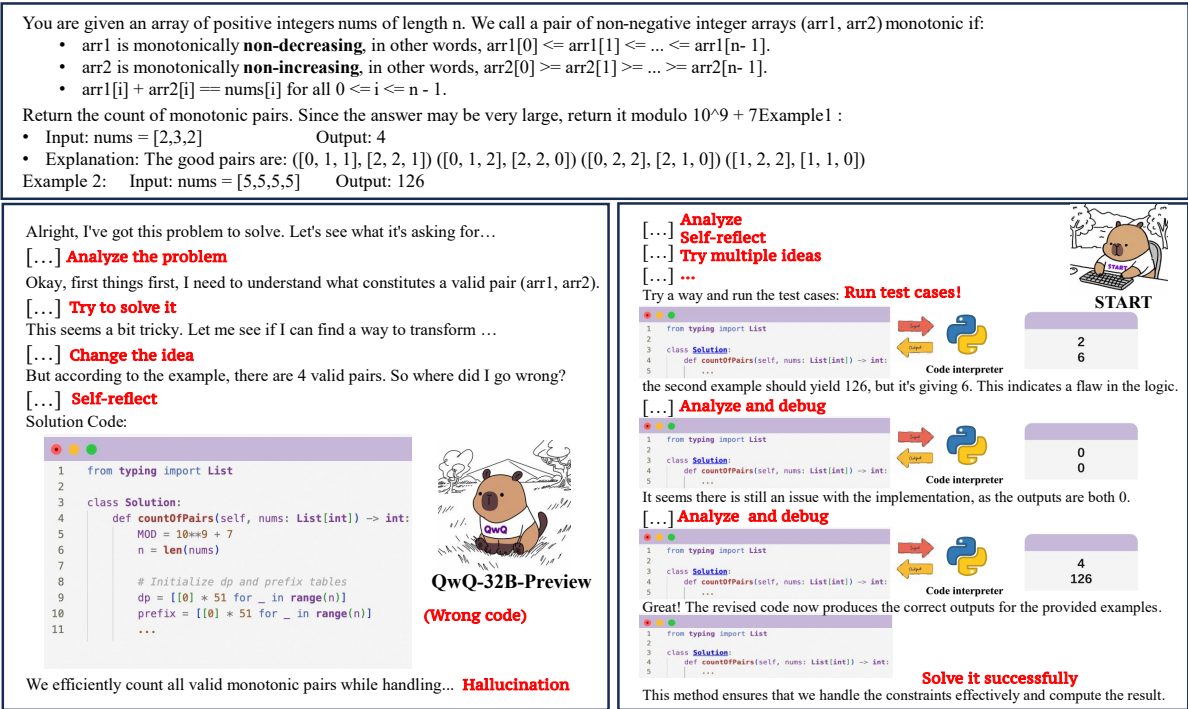 You are given an array of positive integers nums of length n. We call a pair of non-negative integer arrays (arr1, arr2) monotonic if:
• arr1 is monotonically non-decreasing, in other words, arr1[0] <= arr1[1] <= ... <= arr1[n- 1].
• arr2 is monotonically non-increasing, in other words, arr2[0] >= arr2[1] >= ... >= arr2[n- 1].
• arr1[i] + arr2[i] == nums[i] for all 0 <= i <= n - 1.
Return the count of monotonic pairs. Since the answer may be very large, return it modulo 10^9 + 7Example1 :
• Input: nums = [2,3,2] Output: 4
• Explanation: The good pairs are: ([0, 1, 1], [2, 2, 1]) ([0, 1, 2], [2, 2, 0]) ([0, 2, 2], [2, 1, 0]) ([1, 2, 2], [1, 1, 0])
Example 2: Input: nums = [5,5,5,5] Output: 126
Alright, I've got this problem to solve. Let's see what it's asking for…
[…] Analyze the problem
Okay, first things first, I need to understand what constitutes a valid pair (arr1, arr2).
[…] Try to solve it
This seems a bit tricky. Let me see if I can find a way to transform …
[…] Change the idea
But according to the example, there are 4 valid pairs. So where did I go wrong?
[…] Self-reflect
Solution Code:
1 from typing import List
2
3 class Solution:
4 def countOfPairs(self, nums: List[int]) -> int:
5 MOD = 10**9 + 7
6 n = len(nums)
7
8 # Initialize dp and prefix tables
9 dp = [[0] * 51 for _ in range(n)]
10 prefix = [[0] * 51 for _ in range(n)]
11 ...
QwQ
QwQ-32B-Preview
(Wrong code)
We efficiently count all valid monotonic pairs while handling... Hallucination
[…] Analyze
Self-reflect
[…] Try multiple ideas
[…] ...
START
START
Try a way and run the test cases: Run test cases!
1 from typing import List
2
3 class Solution:
4 def countOfPairs(self, nums: List[int]) -> int:
5 ...
Input
Output
Code interpreter
2
6
the second example should yield 126, but it's giving 6. This indicates a flaw in the logic.
[…] Analyze and debug
1 from typing import List
2
3 class Solution:
4 def countOfPairs(self, nums: List[int]) -> int:
5 ...
Input
Output
Code interpreter
0
0
It seems there is still an issue with the implementation, as the outputs are both 0.
[…] Analyze and debug
1 from typing import List
2
3 class Solution:
4 def countOfPairs(self, nums: List[int]) -> int:
5 ...
Input
Output
Code interpreter
4
126
Great! The revised code now produces the correct outputs for the provided examples.
1 from typing import List
2
3 class Solution:
4 def countOfPairs(self, nums: List[int]) -> int:
5 ...
Solve it successfully
This method ensures that we handle the constraints effectively and compute the result.